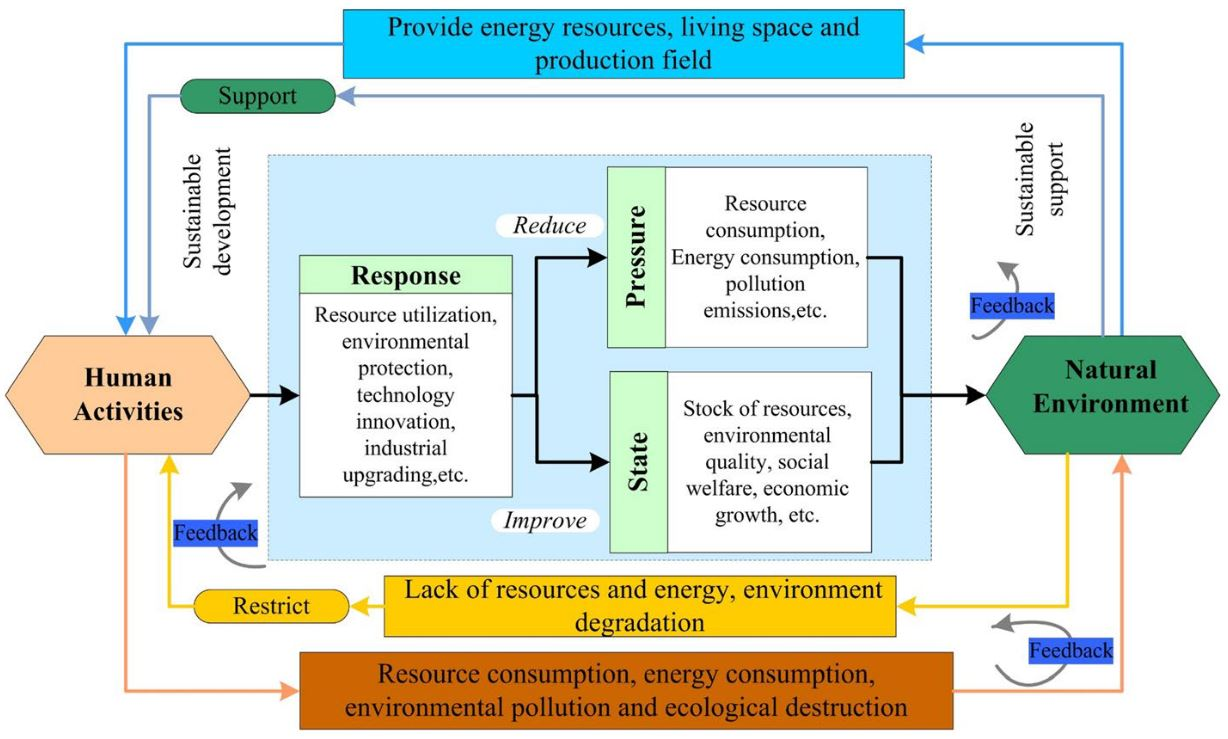 Provide energy resources, living space and
production field
Support
Sustainable
development
Sustainable
support
Reduce
Pressure
Resource
consumption,
Energy consumption,
pollution
emissions,etc.
Response
Resource utilization,
environmental
protection,
technology
innovation,
industrial
upgrading,etc.
Feedback
Human
Activities
Natural
Environment
State
Stock of resources,
environmental
quality, social
welfare, economic
growth, etc.
Improve
Feedback
Restrict
Lack of resources and energy, environment
degradation
Feedback
Resource consumption, energy consumption,
environmental pollution and ecological destruction